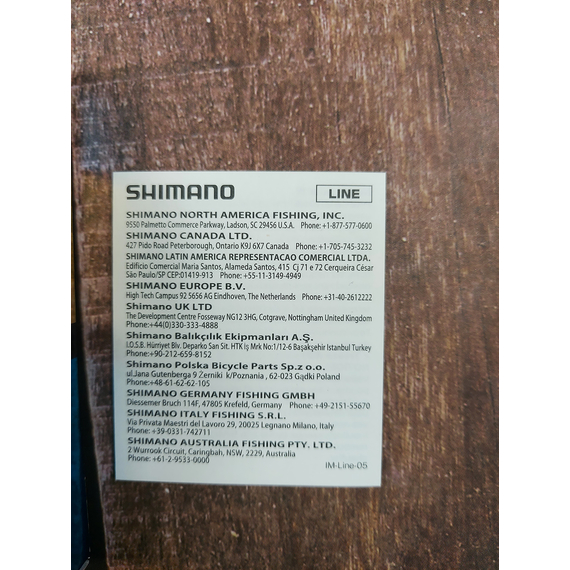 SHIMANO
LINE
SHIMANO NORTH AMERICA FISHING, INC.
9550 Palmetto Commerce Parkway, Ladson, SC 29456 U.S.A. Phone: +1-877-577-0600
SHIMANO CANADA LTD.
427 Pido Road Peterborough, Ontario K9J 6X7 Canada Phone: +1-705-745-3232
SHIMANO LATIN AMERICA REPRESENTACAO COMERCIAL LTDA.
Edificio Comercial Maria Santos, Alameda Santos, 415 Cj 71 e 72 Cerqueira César
São Paulo/SP CEP:01419-913 Phone: +55-11-3149-4949
SHIMANO EUROPE B.V.
High Tech Campus 92 5656 AG Eindhoven, The Netherlands Phone: +31-40-2612222
Shimano UK LTD
The Development Centre Fosseway NG12 3HG, Cotgrave, Nottingham United Kingdom
Phone:+44(0)330-333-4888
Shimano Balıkçılık Ekipmanları A.Ş.
I.O.S.B. Hürriyet Blv. Deparko San Sit. HTK İş Mrk No:1/12-6 Başakşehir Istanbul Turkey
Phone:+90-212-659-8152
Shimano Polska Bicycle Parts Sp.z o.o.
ul Jana Gutenberga 9 Żerniki k/Poznania , 62-023 Gądki Poland
Phone:+48-61-62-62-105
SHIMANO GERMANY FISHING GMBH
Diessemer Bruch 114F, 47805 Krefeld, Germany Phone: +49-2151-55670
SHIMANO ITALY FISHING S.R.L.
Via Privata Maestri del Lavoro 29, 20025 Legnano Milano, Italy
Phone: +39-0331-742711
SHIMANO AUSTRALIA FISHING PTY. LTD.
2 Wurrook Circuit, Caringbah, NSW, 2229, Australia
Phone: +61-2-9533-0000
IM-Line-05